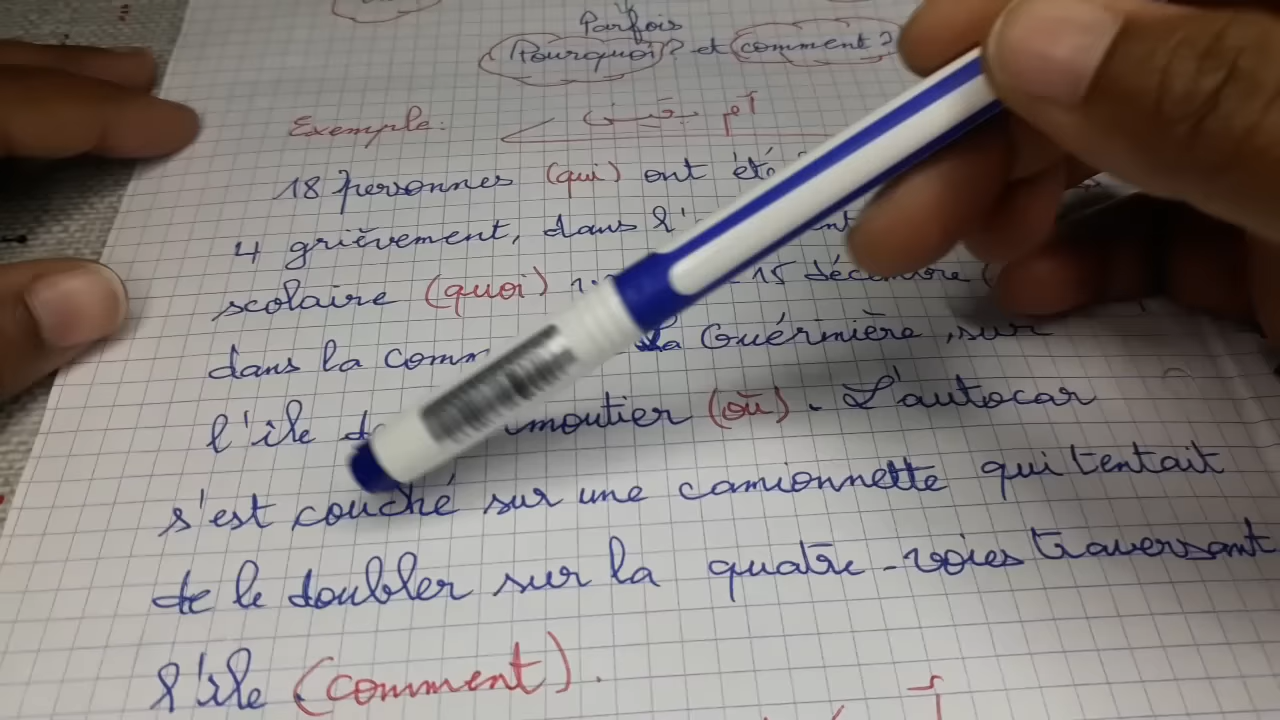 Parfois
Pourquoi? et comment?
Exemple:
18 personnes (qui) ont été
4 grièvement, dans l'
scolaire (quoi) 15 décembre (
dans la la Guérinière, sur
l'île moutier (où). L'autocar
s'est couché sur une camionnette qui tentait
de le doubler sur la quatre-voies traversant
l'île (comment).